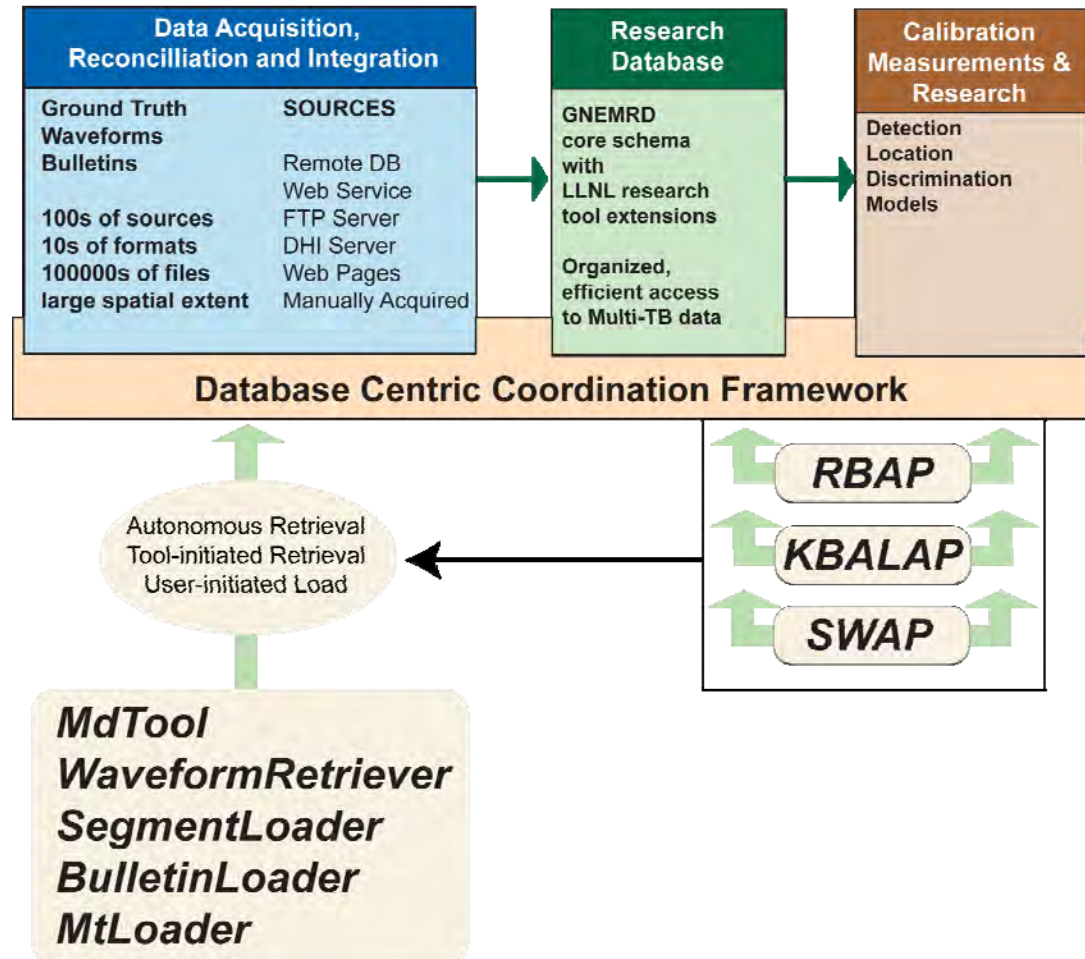 Data Acquisition,
Reconcilliation and Integration
Ground Truth
Waveforms
Bulletins
100s of sources
10s of formats
100000s of files
large spatial extent
SOURCES
Remote DB
Web Service
FTP Server
DHI Server
Web Pages
Manually Acquired
Research
Database
GNEMRD
core schema
with
LLNL research
tool extensions
Organized,
efficient access
to Multi-TB data
Calibration
Measurements &
Research
Detection
Location
Discrimination
Models
Database Centric Coordination Framework
Autonomous Retrieval
Tool-initiated Retrieval
User-initiated Load
RBAP
KBALAP
SWAP
MdTool
WaveformRetriever
SegmentLoader
BulletinLoader
MtLoader